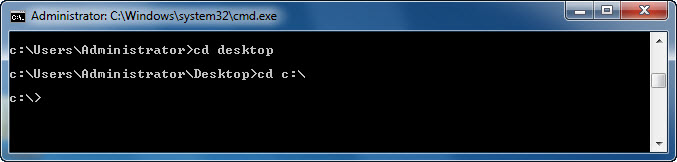 Administrator: C:\Windows\system32\cmd.exe
c:\Users\Administrator>cd desktop
c:\Users\Administrator\Desktop>cd c:\
c:\>